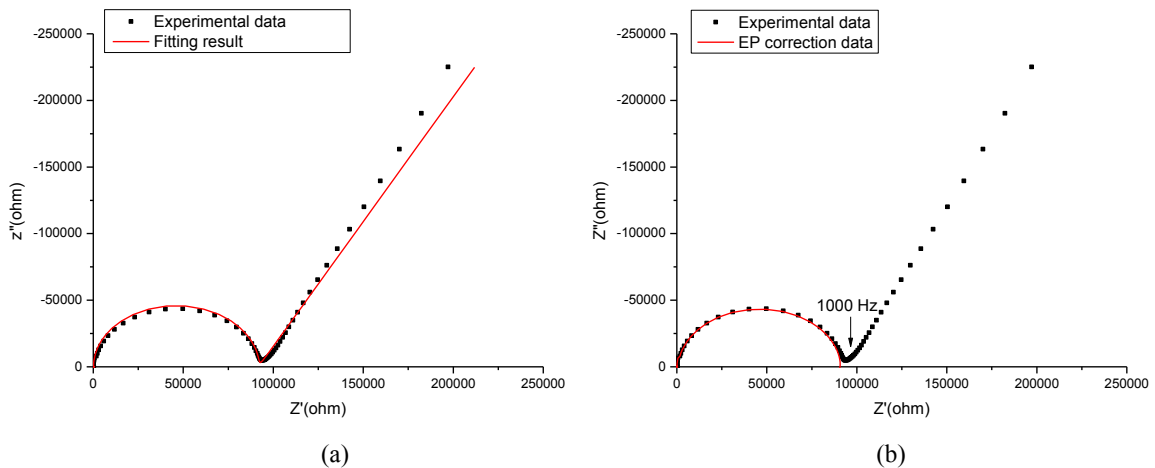 Experimental data
Fitting result
-250000
-200000
-150000
-100000
-50000
0
z"(ohm)
0
50000
100000
150000
200000
250000
Z'(ohm)
(a)
Experimental data
EP correction data
-250000
-200000
-150000
-100000
-50000
0
Z"(ohm)
1000 Hz
0
50000
100000
150000
200000
250000
Z'(ohm)
(b)